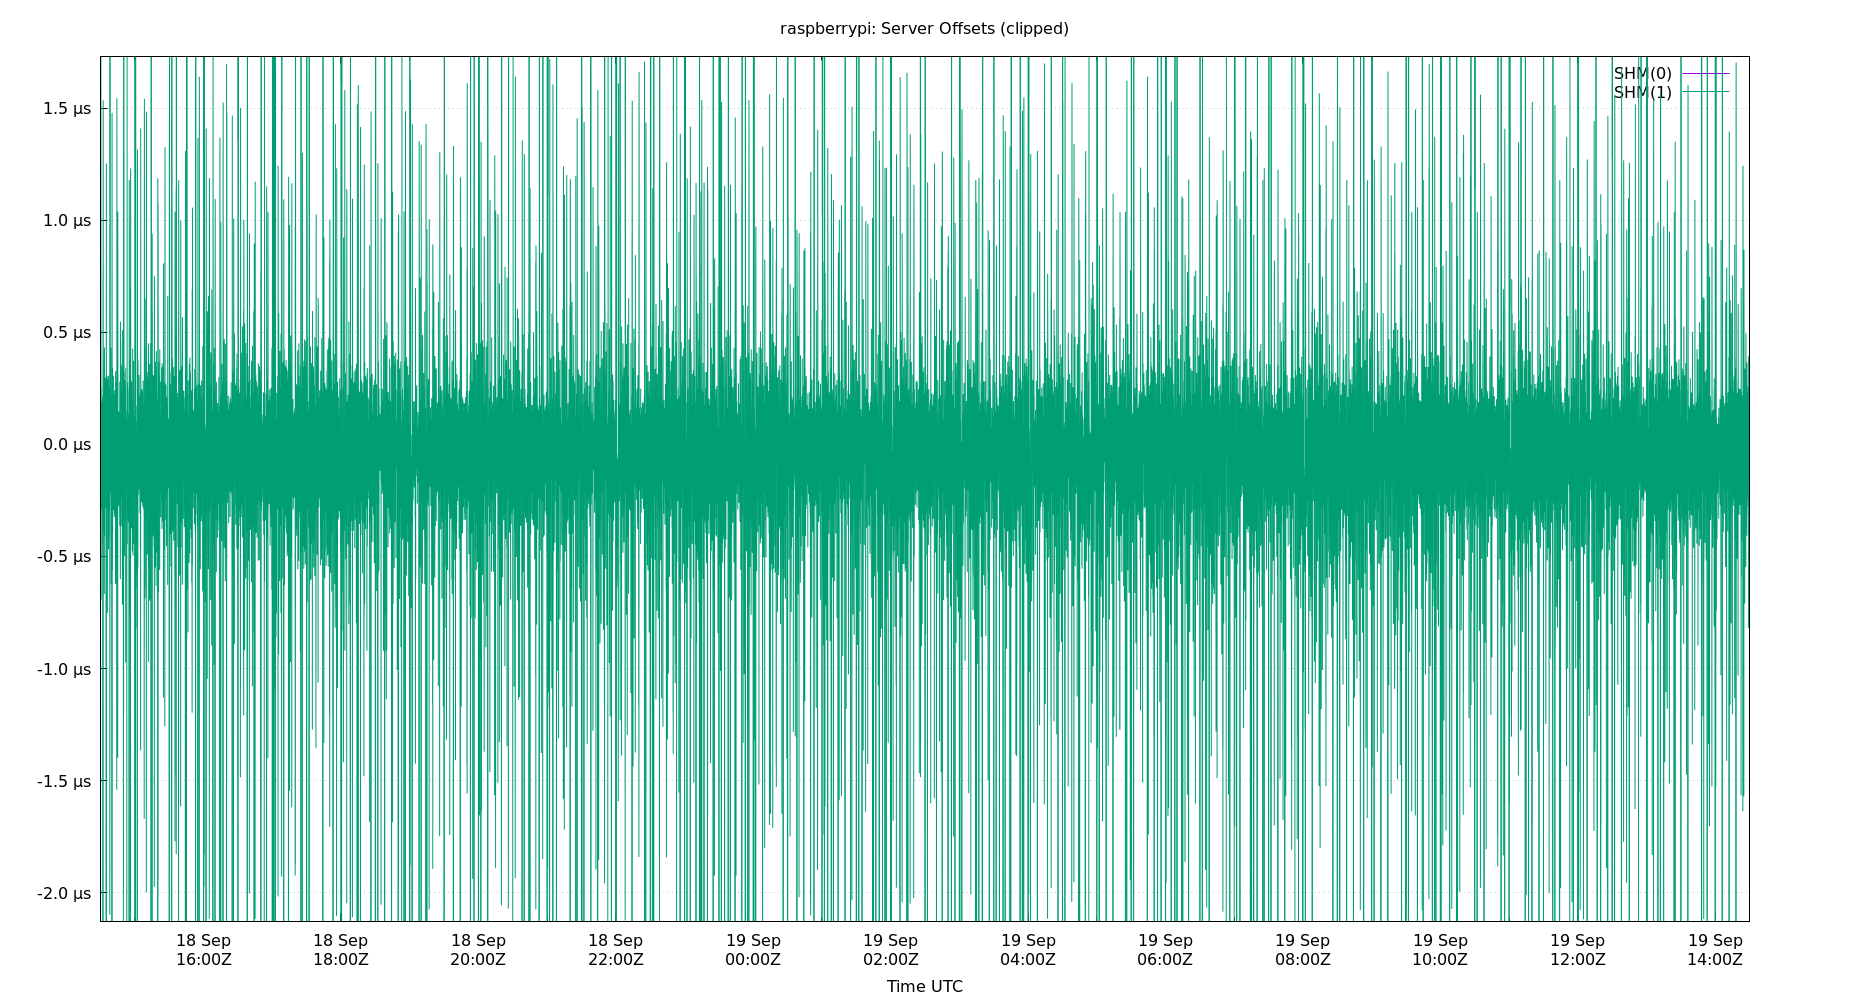 raspberrypi: Server Offsets (clipped)
SHM(0)
SHM(1)
1.5 µs
1.0 µs
0.5 µs
0.0 µs
-0.5 µs
-1.0 µs
-1.5 µs
-2.0 µs
18 Sep 18 Sep 18 Sep 18 Sep 19 Sep 19 Sep 19 Sep 19 Sep 19 Sep 19 Sep 19 Sep 19 Sep
16:00Z 18:00Z 20:00Z 22:00Z 00:00Z 02:00Z 04:00Z 06:00Z 08:00Z 10:00Z 12:00Z 14:00Z
Time UTC